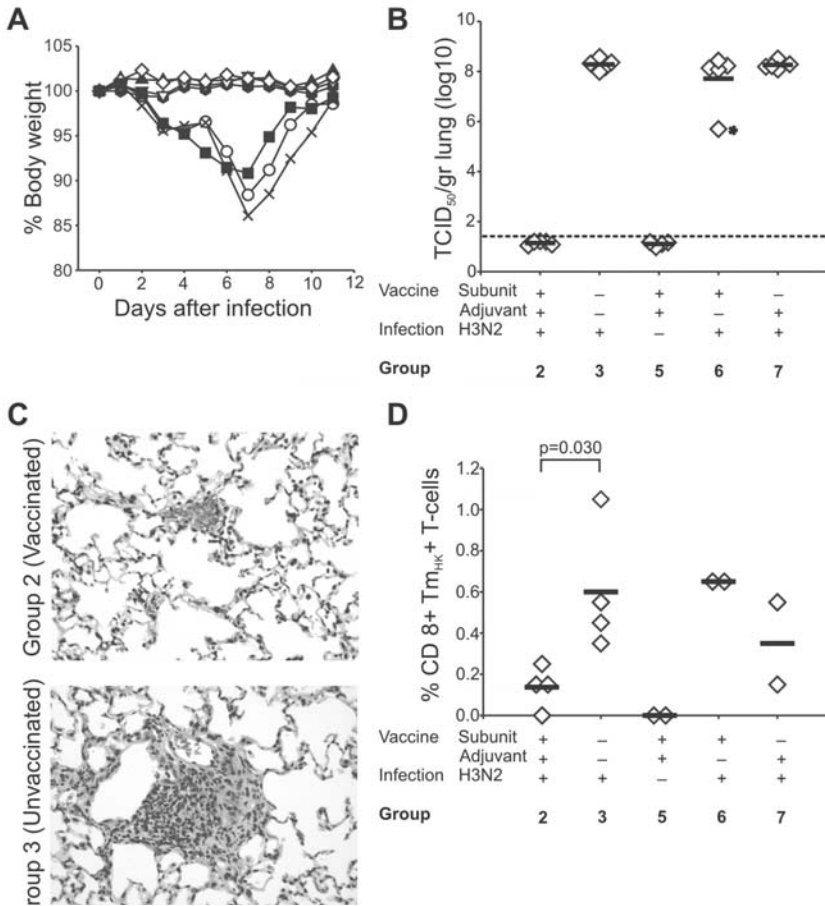 A
% Body weight
105
100
95
90
85
80
0 2 4 6 8 10 12
Days after infection
B
TCID50/gr lung (log10)
10
8
6
4
2
0
*
Vaccine Subunit + – + + –
Adjuvant + – + – +
Infection H3N2 + + – + +
Group 2 3 5 6 7
C
Group 2 (Vaccinated)
roup 3 (Unvaccinated)
D
p=0.030
% CD 8+ TmHK+ T-cells
1.2
1.0
0.8
0.6
0.4
0.2
0.0
Vaccine Subunit + – + + –
Adjuvant + – + – +
Infection H3N2 + + – + +
Group 2 3 5 6 7